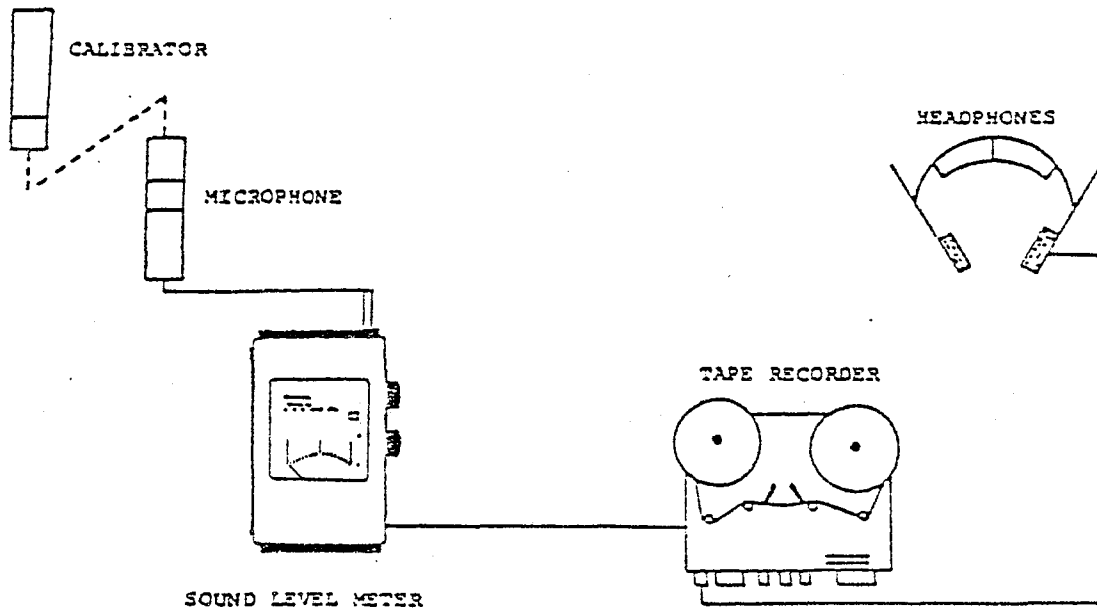 CALIBRATOR
HEADPHONES
MICROPHONE
TAPE RECORDER
SOUND LEVEL METER